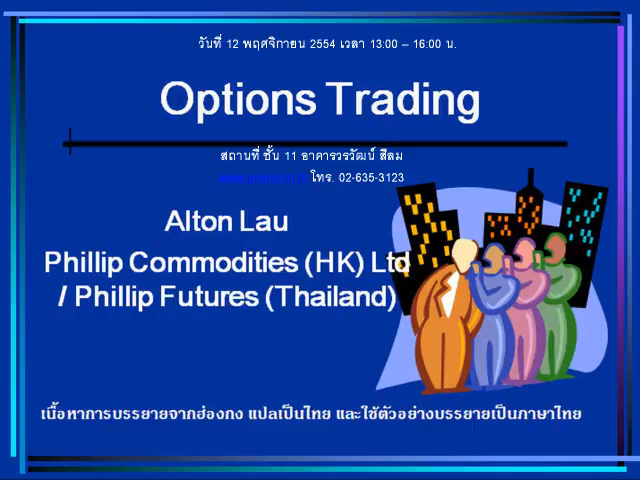 วันที่ 12 พฤศจิกายน 2554 เวลา 13:00 – 16:00 น.
Options Trading
สถานที่ ชั้น 11 อาคารวรวัฒน์ สีลม
โทร. 02-635-3123
Alton Lau
Phillip Commodities (HK) Ltd
/ Phillip Futures (Thailand)
เนื้อหาการบรรยายจากฮ่องกง แปลเป็นไทย และใช้ตัวอย่างบรรยายเป็นภาษาไทย